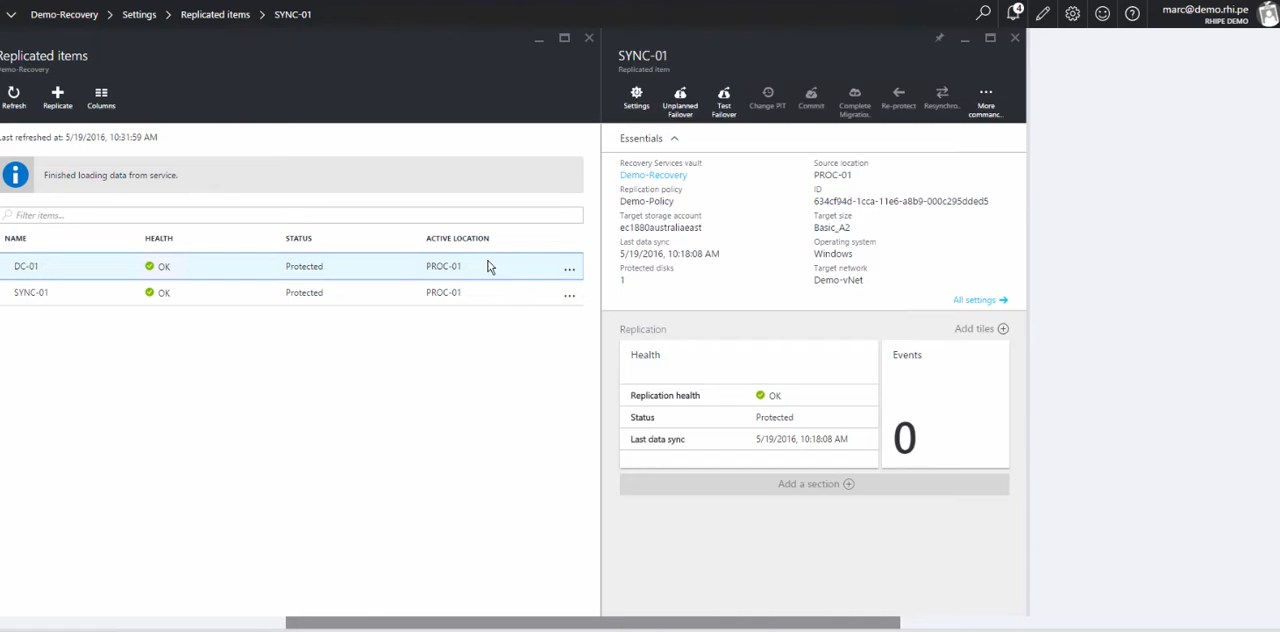 Demo-Recovery > Settings > Replicated items > SYNC-01
4
marc@demo.rhi.pe
RHIPE DEMO
Replicated items
Demo-Recovery
Refresh Replicate Columns
Last refreshed at: 5/19/2016, 10:31:59 AM
Finished loading data from service.
Filter items...
NAME HEALTH STATUS ACTIVE LOCATION
DC-01 OK Protected PROC-01 ...
SYNC-01 OK Protected PROC-01 ...
SYNC-01
Replicated item
Settings Unplanned Failover Test Failover Change PIT Commit Complete Migratio... Re-protect Resynchro... More commanc...
Essentials
Recovery Services vault
Demo-Recovery
Replication policy
Demo-Policy
Target storage account
ec1880australiaeast
Last data sync
5/19/2016, 10:18:08 AM
Protected disks
1
Source location
PROC-01
ID
634cf94d-1cca-11e6-a8b9-000c295dded5
Target size
Basic_A2
Operating system
Windows
Target network
Demo-vNet
All settings →
Replication
Add tiles
Health
Replication health OK
Status Protected
Last data sync 5/19/2016, 10:18:08 AM
Events
0
Add a section